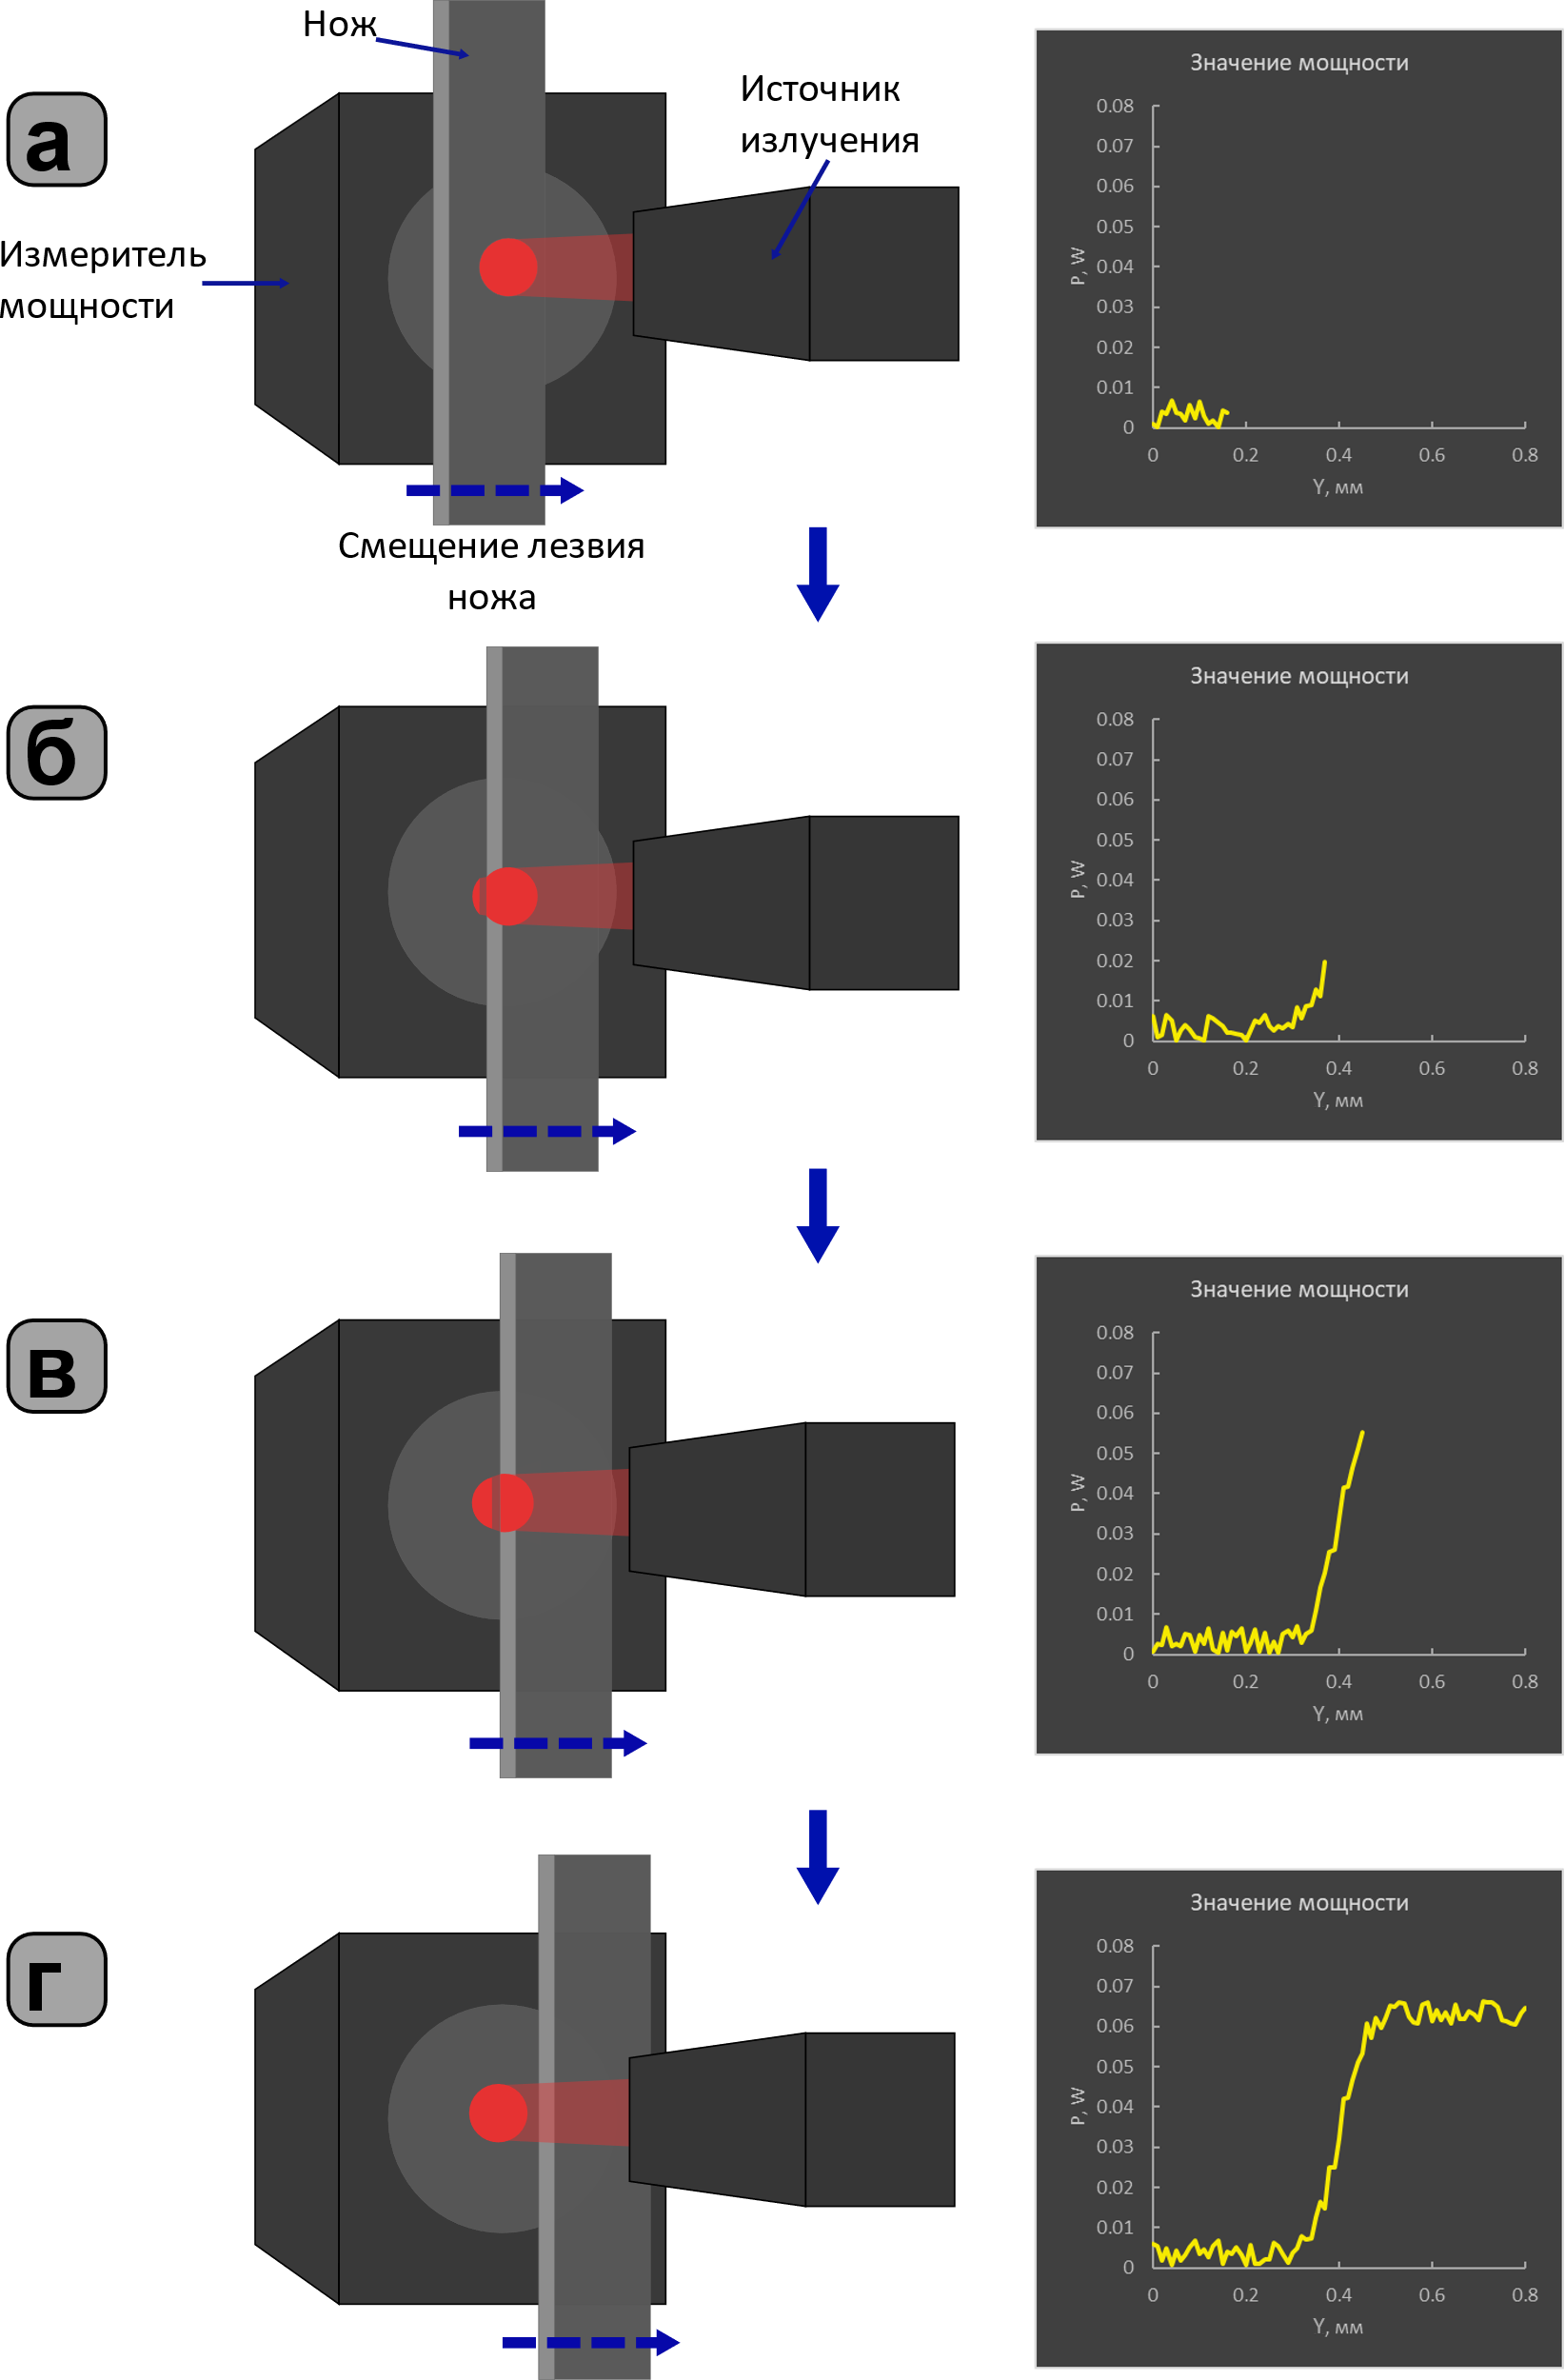 Нож
Источник
излучения
а
Измеритель
мощности
Смещение лезвия
ножа
Значение мощности
0.08
0.07
0.06
0.05
0.04
0.03
0.02
0.01
0
P, W
0 0.2 0.4 0.6 0.8
Y, мм
б
Значение мощности
0.08
0.07
0.06
0.05
0.04
0.03
0.02
0.01
0
P, W
0 0.2 0.4 0.6 0.8
Y, мм
в
Значение мощности
0.08
0.07
0.06
0.05
0.04
0.03
0.02
0.01
0
P, W
0 0.2 0.4 0.6 0.8
Y, мм
г
Значение мощности
0.08
0.07
0.06
0.05
0.04
0.03
0.02
0.01
0
P, W
0 0.2 0.4 0.6 0.8
Y, мм